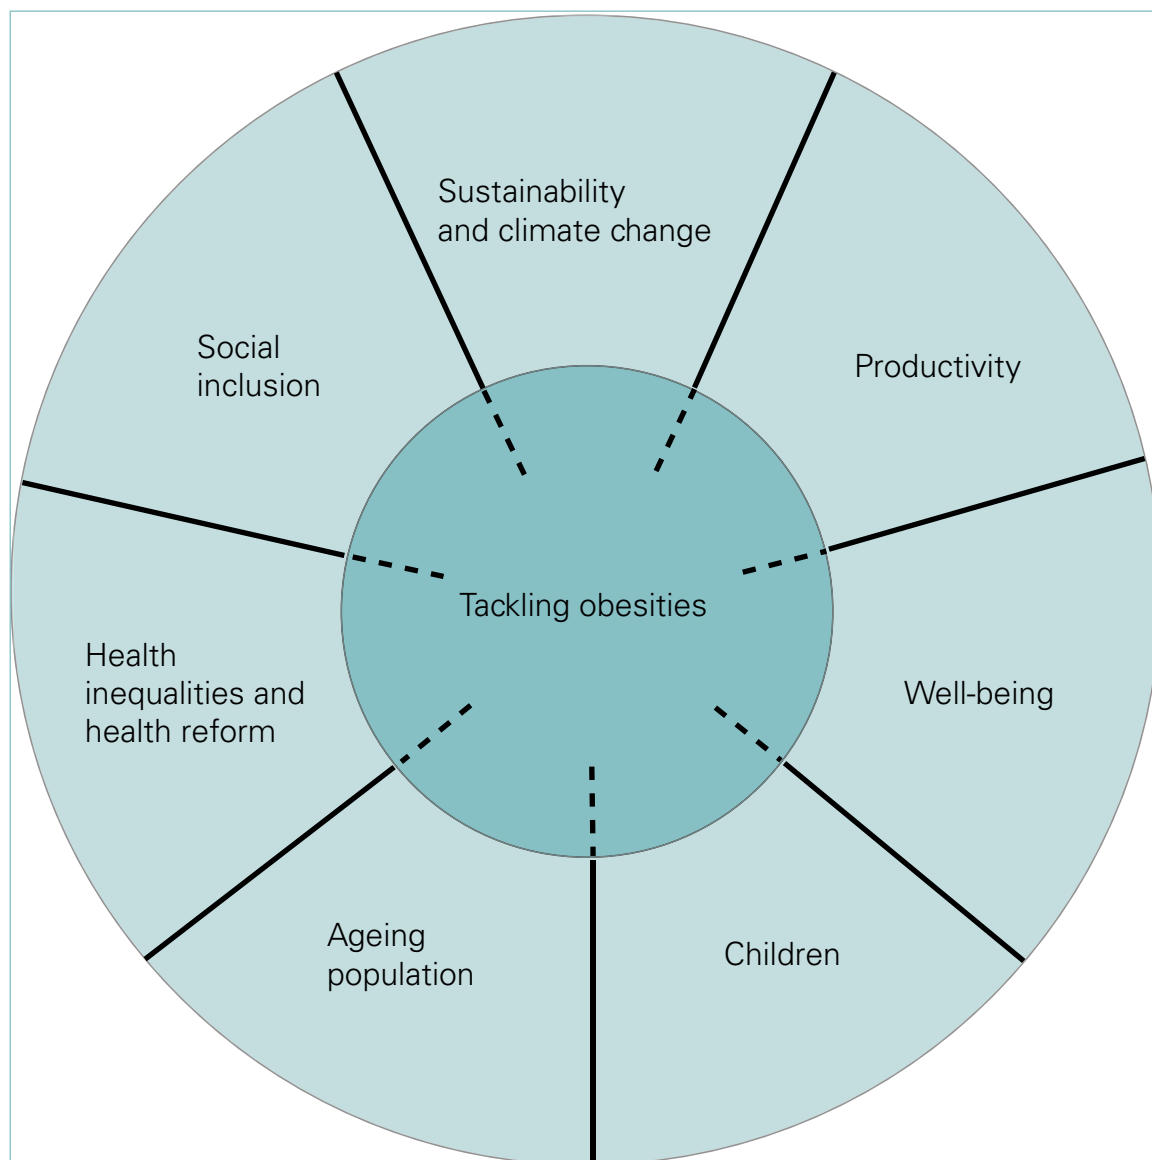 Sustainability
and climate change
Productivity
Social
inclusion
Tackling obesities
Health
inequalities and
health reform
Well-being
Ageing
population
Children